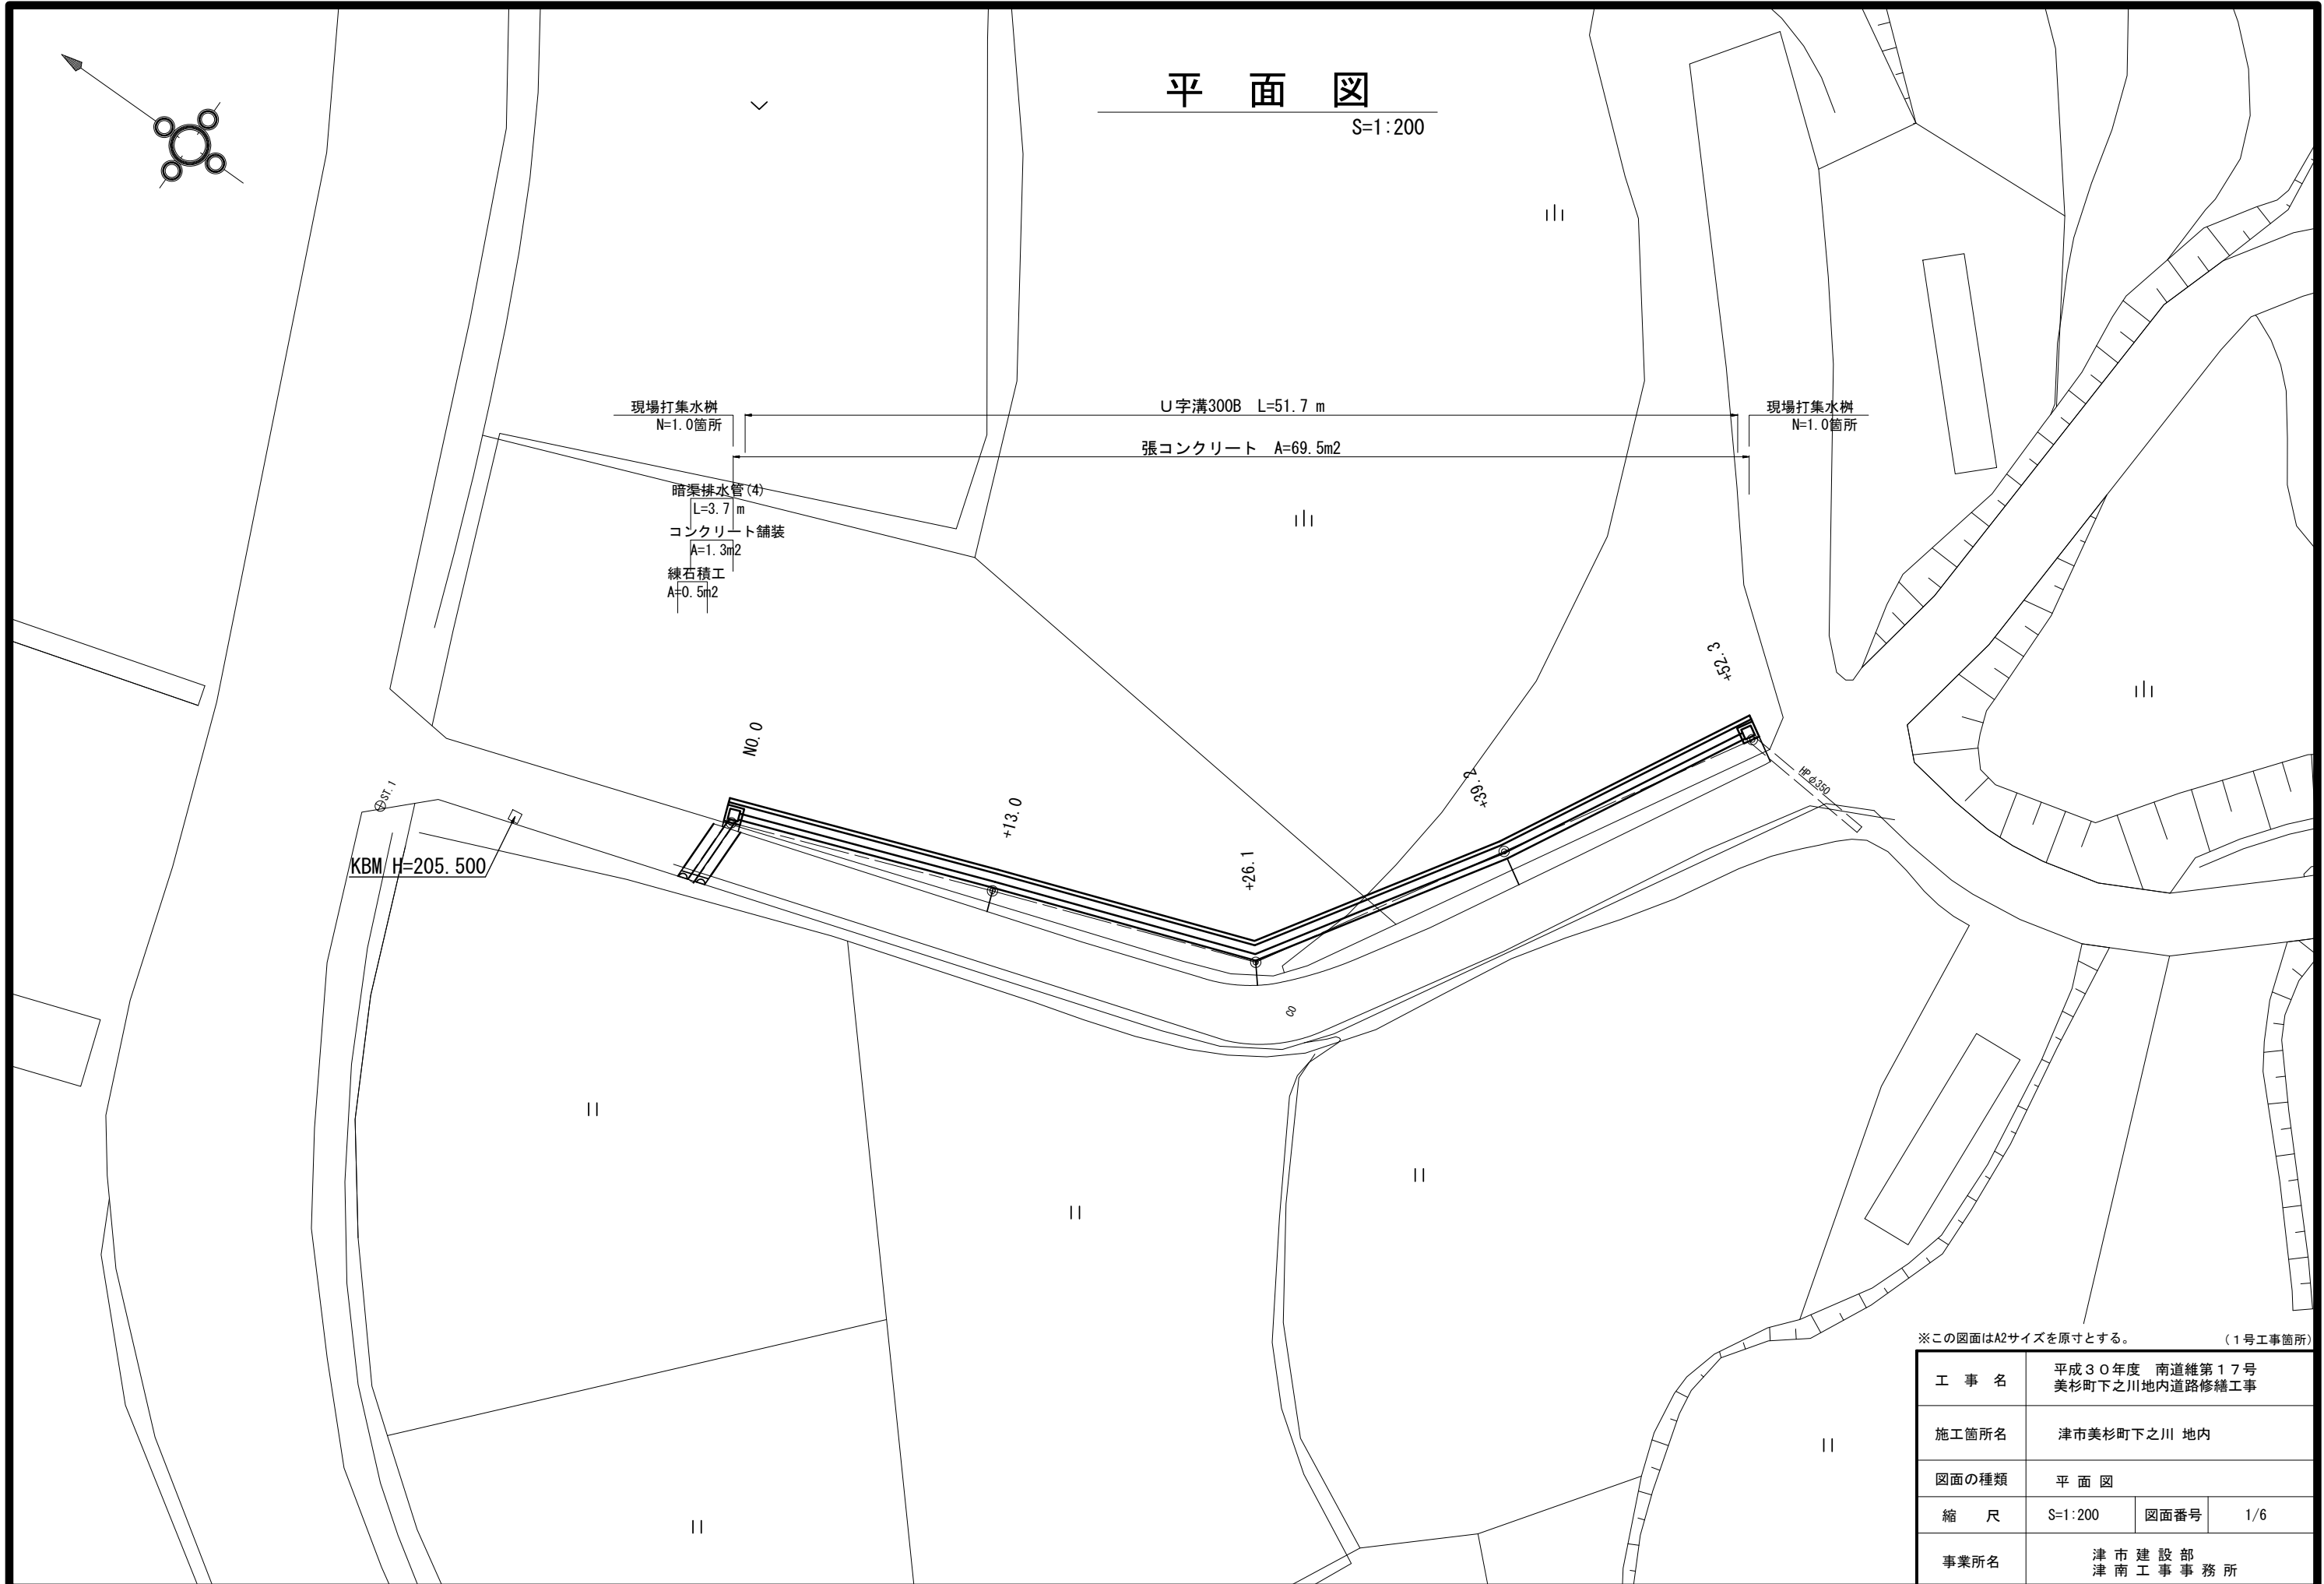 平 面 図
S=1:200
現場打集水桝
N=1.0箇所
U字溝300B L=51.7 m
現場打集水桝
N=1.0箇所
張コンクリート A=69.5m2
暗渠排水管(4)
L=3.7 m
コンクリート舗装
A=1.3m2
練石積工
A=0.5m2
+52.3
NO.0
+39.2
HPφ350
ST.1
+13.0
+26.1
KBM H=205.500
※この図面はA2サイズを原寸とする。 (1号工事箇所)
工 事 名
平成30年度 南道維第17号
美杉町下之川地内道路修繕工事
施工箇所名 津市美杉町下之川 地内
図面の種類 平 面 図
縮 尺 S=1:200 図面番号 1/6
事業所名
津 市 建 設 部
津 南 工 事 事 務 所